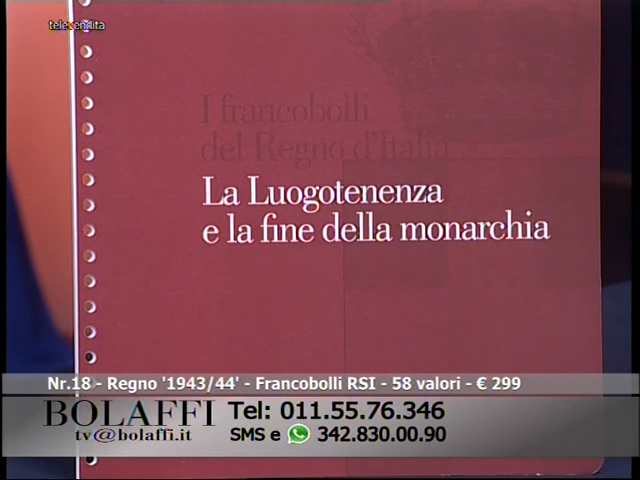 televendita
I francobolli
del Regno d'Italia
La Luogotenenza
e la fine della monarchia
Nr.18 - Regno '1943/44' - Francobolli RSI - 58 valori - € 299
BOLAFFI
tv@bolaffi.it
Tel: 011.55.76.346
SMS e 342.830.00.90